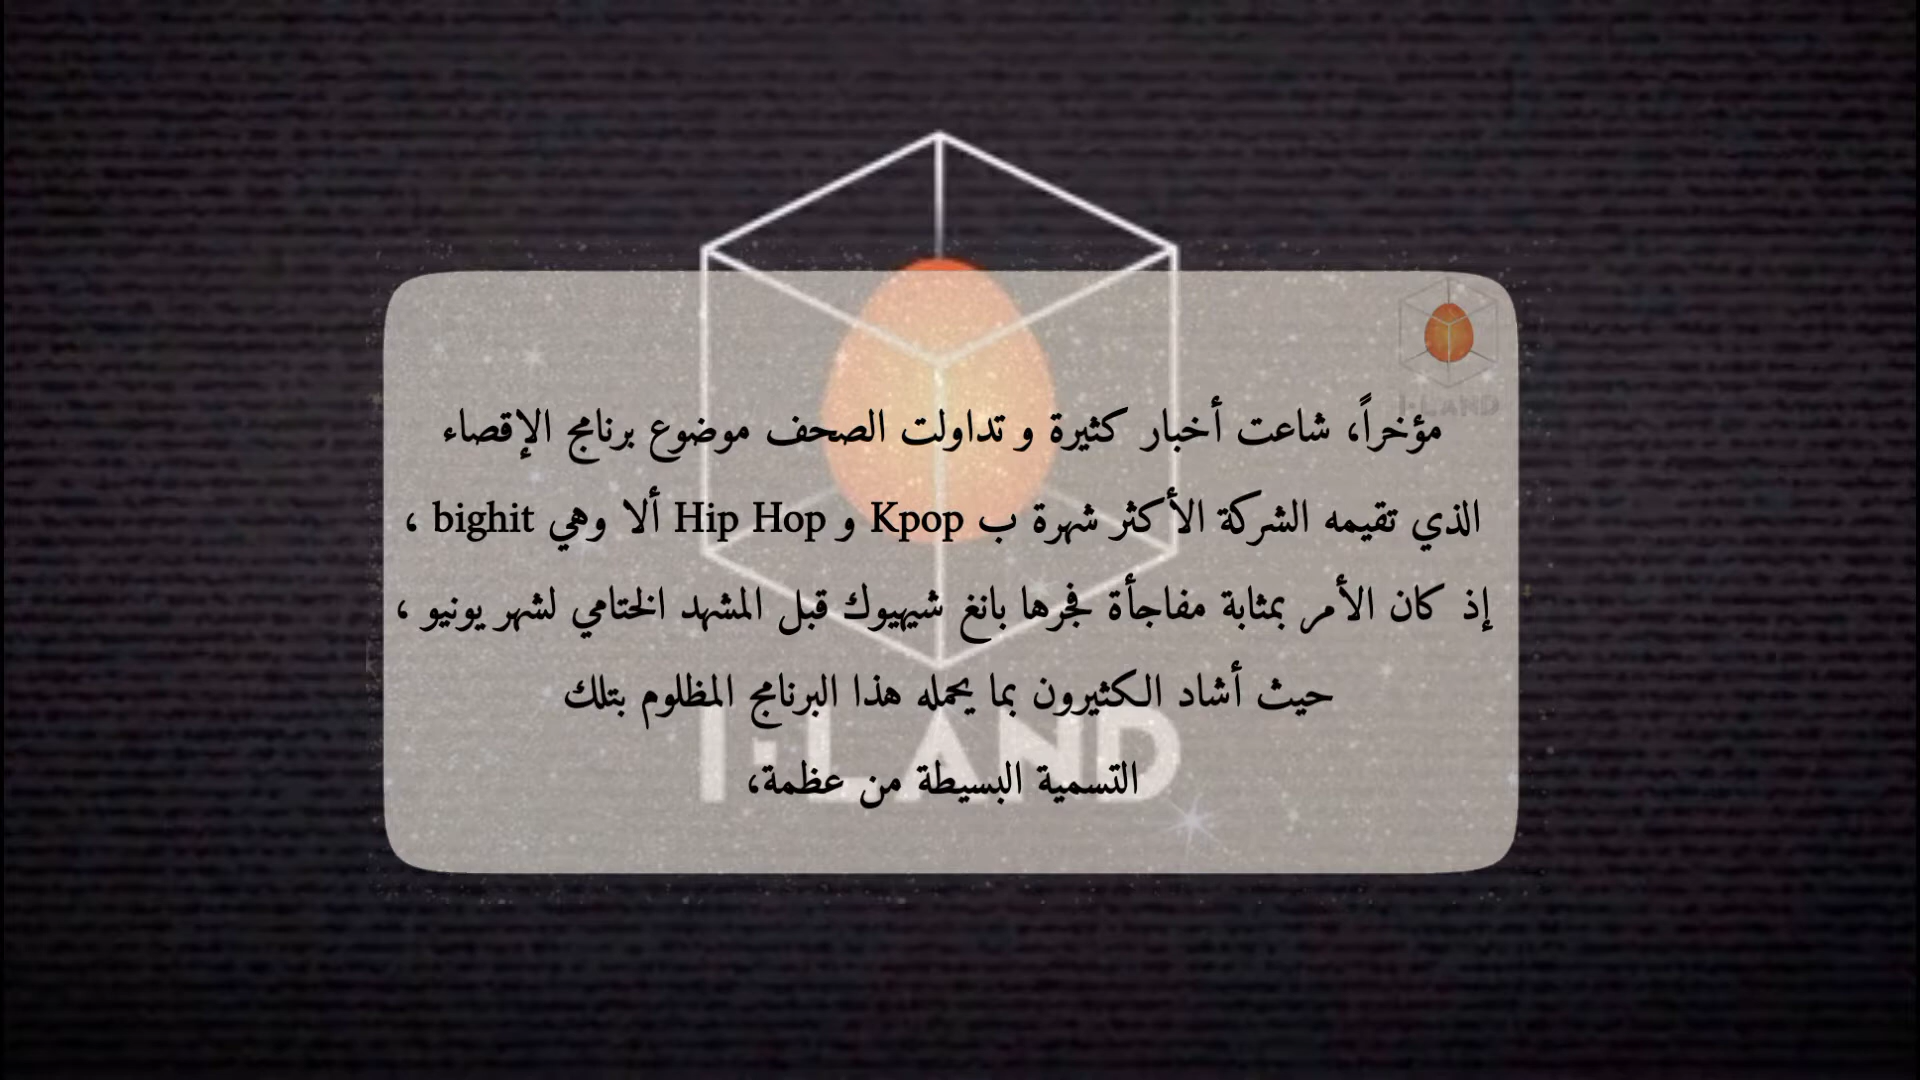 مؤخراً، شاعت أخبار كثيرة و تداولت الصحف موضوع برنامج الإقصاء
الذي تقيمه الشركة الأكثر شهرة ب Kpop و Hip Hop ألا وهي bighit ،
إذ كان الأمر بمثابة مفاجأة فجرها بانغ شيهيوك قبل المشهد الختامي لشهر يونيو ،
حيث أشاد الكثيرون بما يحمله هذا البرنامج المظلوم بتلك
التسمية البسيطة من عظمة،
I·LAND
I·LAND